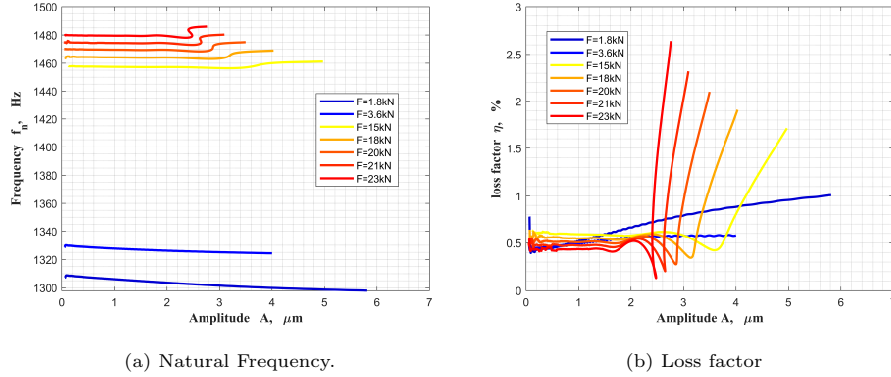 1500
1480
1460
1440
1420
1400
1380
1360
1340
1320
1300
Frequency f_n, Hz
0 1 2 3 4 5 6 7
Amplitude A, μm
F=1.8kN
F=3.6kN
F=15kN
F=18kN
F=20kN
F=21kN
F=23kN
(a) Natural Frequency.
3
2.5
2
1.5
1
0.5
0
loss factor η, %
0 1 2 3 4 5 6 7
Amplitude A, μm
F=1.8kN
F=3.6kN
F=15kN
F=18kN
F=20kN
F=21kN
F=23kN
(b) Loss factor